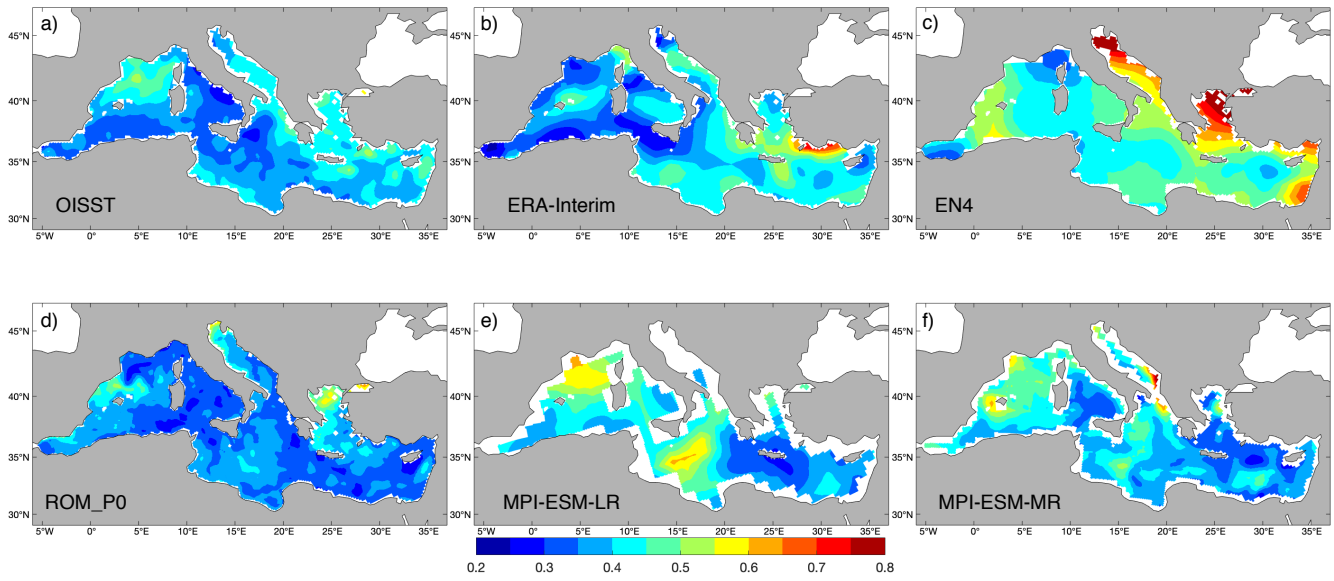 a) b) c)
45°N 45°N 45°N
40°N 40°N 40°N
35°N 35°N 35°N
30°N 30°N 30°N
OISST ERA-Interim EN4
5°W 0° 5°E 10°E 15°E 20°E 25°E 30°E 35°E 5°W 0° 5°E 10°E 15°E 20°E 25°E 30°E 35°E 5°W 0° 5°E 10°E 15°E 20°E 25°E 30°E 35°E
d) e) f)
45°N 45°N 45°N
40°N 40°N 40°N
35°N 35°N 35°N
30°N 30°N 30°N
ROM_P0 MPI-ESM-LR MPI-ESM-MR
5°W 0° 5°E 10°E 15°E 20°E 25°E 30°E 35°E 5°W 0° 5°E 10°E 15°E 20°E 25°E 30°E 35°E 5°W 0° 5°E 10°E 15°E 20°E 25°E 30°E 35°E
0.2 0.3 0.4 0.5 0.6 0.7 0.8